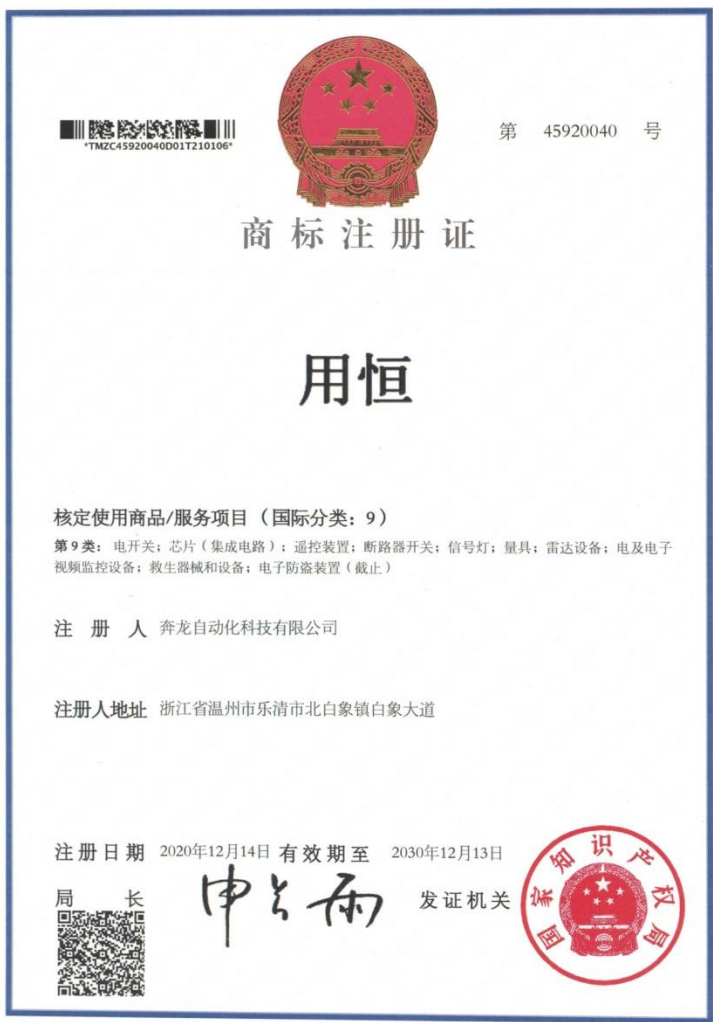 *TMZC45920040D01T210106*
第 45920040 号
商标注册证
用恒
核定使用商品/服务项目（国际分类：9）
第9类：电开关；芯片（集成电路）；遥控装置；断路器开关；信号灯；量具；雷达设备；电及电子
视频监控设备；救生器械和设备；电子防盗装置（截止）
注册人 奔龙自动化科技有限公司
注册人地址 浙江省温州市乐清市北白象镇白象大道
注册日期 2020年12月14日 有效期至 2030年12月13日
局长 申长雨 发证机关
国家知识产权局